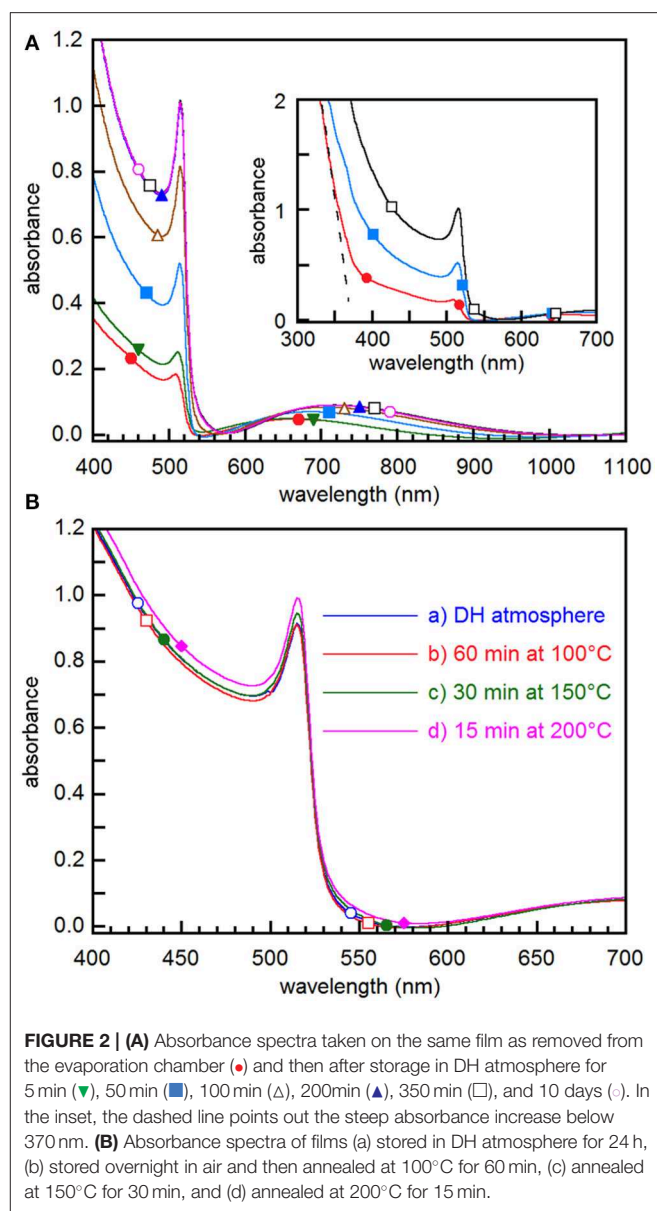 A
1.2
1.0
0.8
0.6
0.4
0.2
0.0
absorbance
400 500 600 700 800 900 1000 1100
wavelength (nm)
2
1
0
absorbance
300 400 500 600 700
wavelength (nm)
B
1.2
1.0
0.8
0.6
0.4
0.2
0.0
absorbance
a) DH atmosphere
b) 60 min at 100°C
c) 30 min at 150°C
d) 15 min at 200°C
400 450 500 550 600 650 700
wavelength (nm)
FIGURE 2 | (A) Absorbance spectra taken on the same film as removed from
the evaporation chamber (●) and then after storage in DH atmosphere for
5 min (▼), 50 min (■), 100 min (△), 200min (▲), 350 min (□), and 10 days (○). In
the inset, the dashed line points out the steep absorbance increase below
370 nm. (B) Absorbance spectra of films (a) stored in DH atmosphere for 24 h,
(b) stored overnight in air and then annealed at 100°C for 60 min, (c) annealed
at 150°C for 30 min, and (d) annealed at 200°C for 15 min.